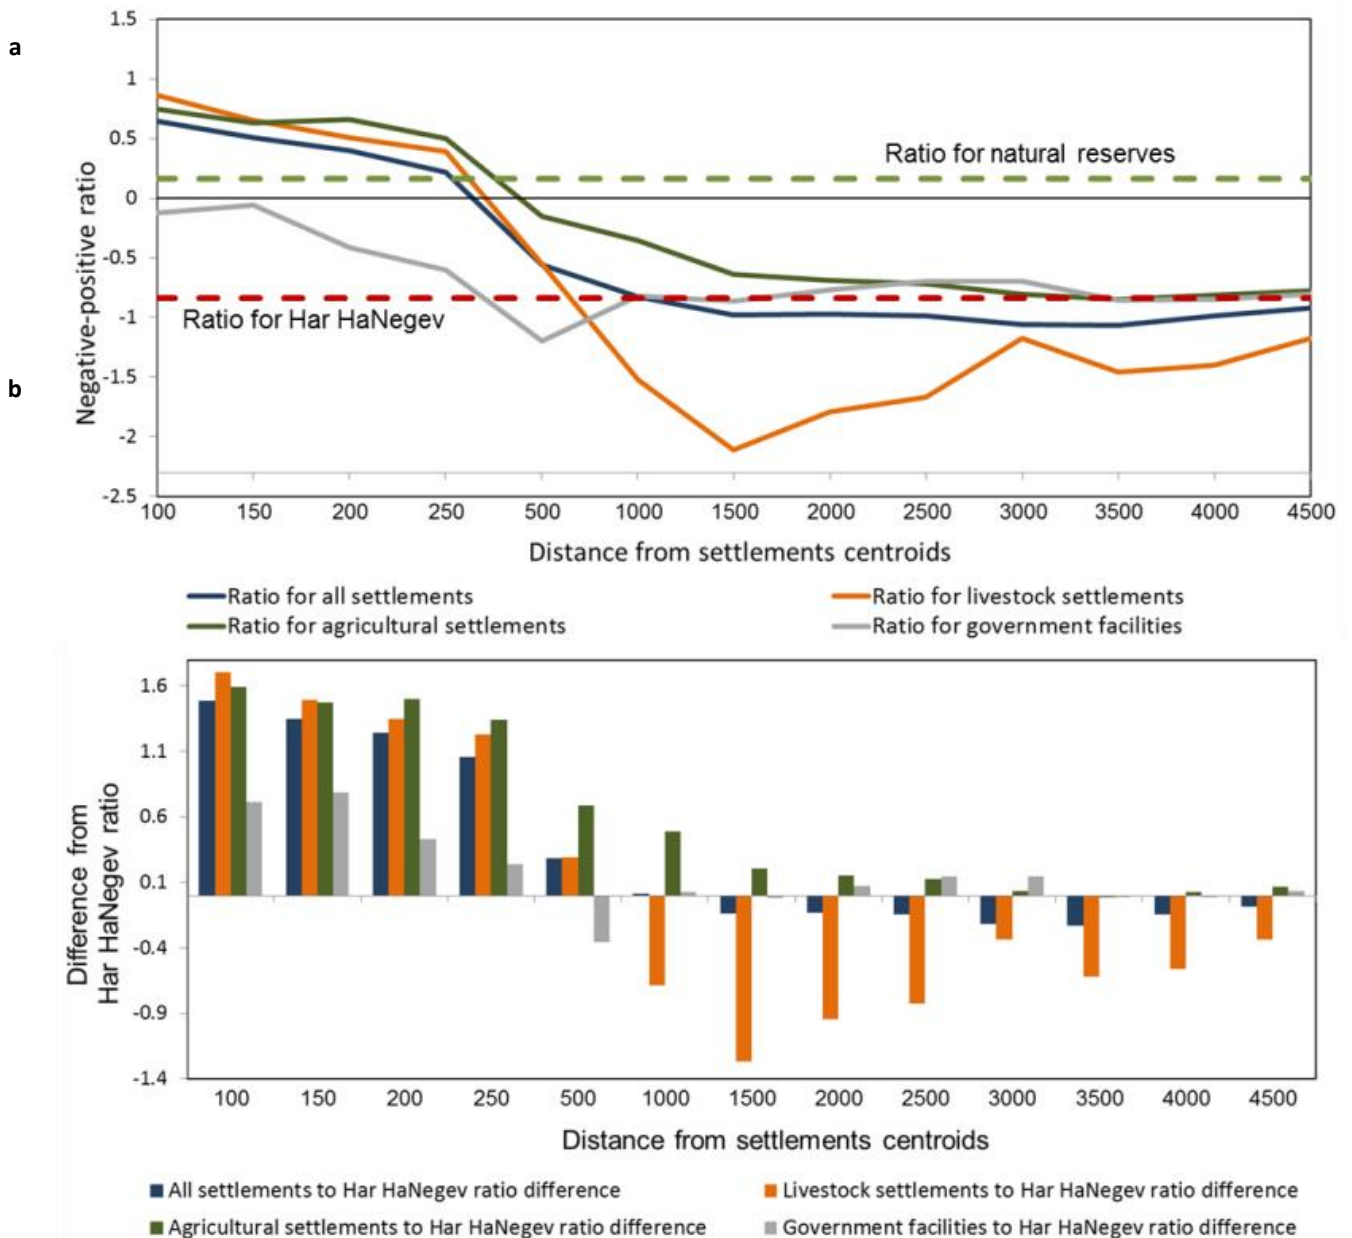 a
1.5
1
0.5
0
-0.5
-1
-1.5
-2
-2.5
Negative-positive ratio
Ratio for natural reserves
Ratio for Har HaNegev
100 150 200 250 500 1000 1500 2000 2500 3000 3500 4000 4500
Distance from settlements centroids
Ratio for all settlements
Ratio for livestock settlements
Ratio for agricultural settlements
Ratio for government facilities
b
1.6
1.1
0.6
0.1
-0.4
-0.9
-1.4
Difference from
Har HaNegev ratio
100 150 200 250 500 1000 1500 2000 2500 3000 3500 4000 4500
Distance from settlements centroids
All settlements to Har HaNegev ratio difference
Livestock settlements to Har HaNegev ratio difference
Agricultural settlements to Har HaNegev ratio difference
Government facilities to Har HaNegev ratio difference